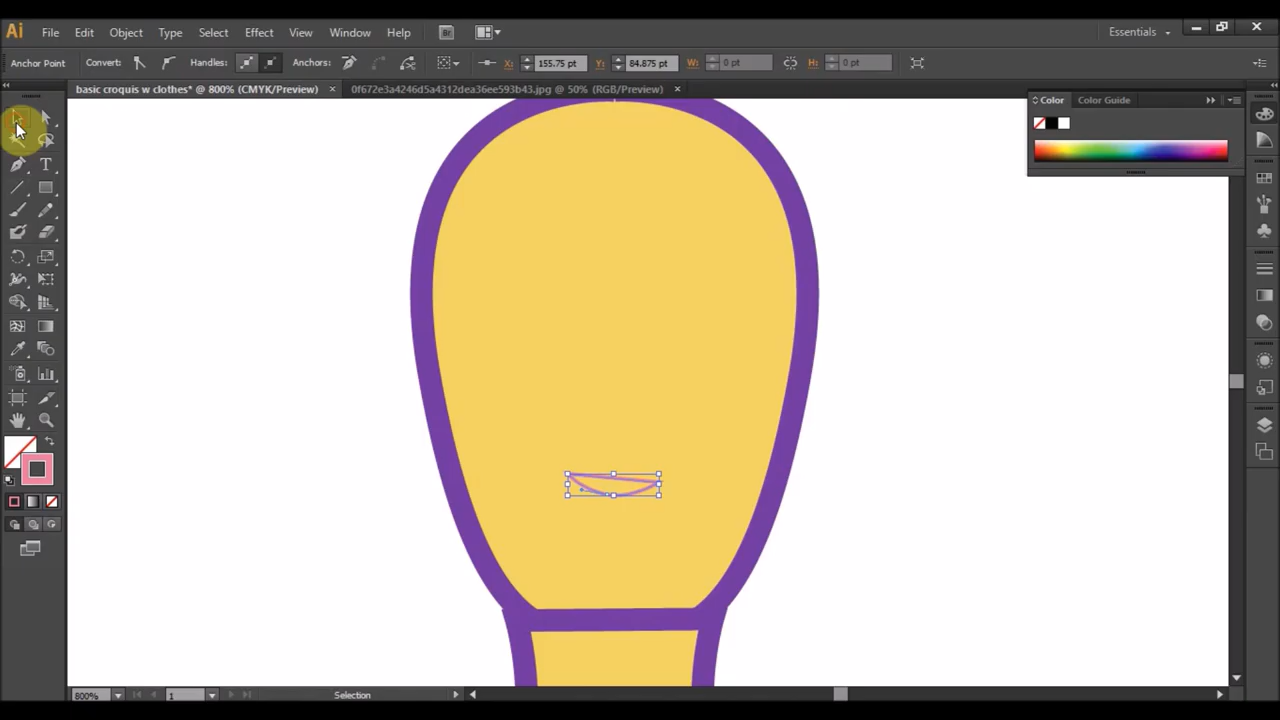 Ai File Edit Object Type Select Effect View Window Help Br Essentials
Anchor Point Convert: Handles: Anchors: X: 155.75 pt Y: 84.875 pt W: 0 pt H: 0 pt
basic croquis w clothes* @ 800% (CMYK/Preview) 0f672e3a4246d5a4312dea36ee593b43.jpg @ 50% (RGB/Preview)
Color Color Guide
T
800% 1 Selection